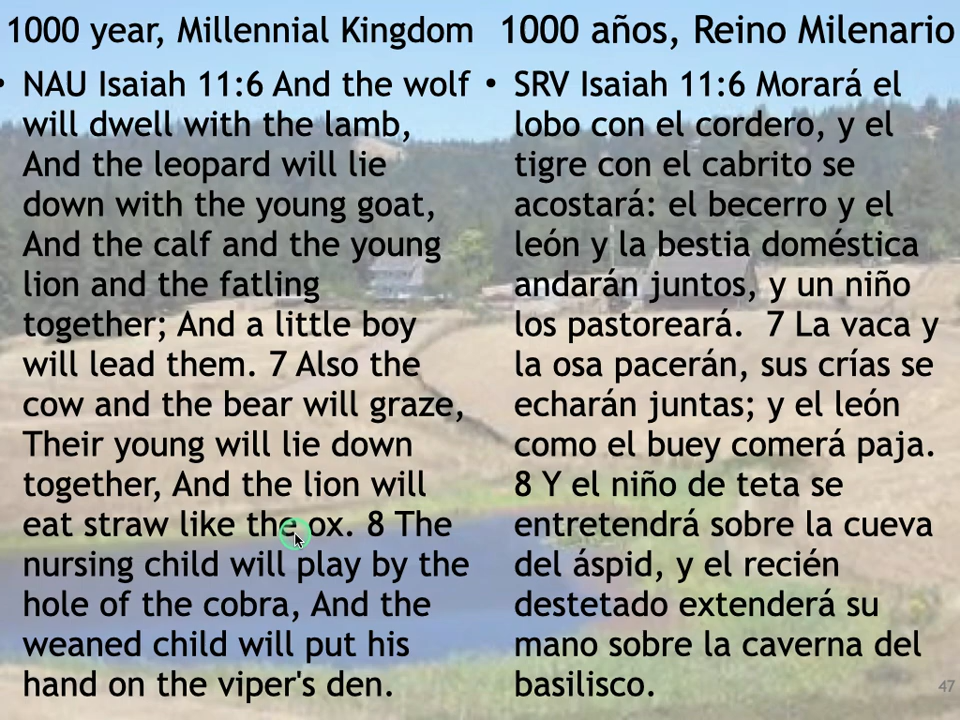 1000 year, Millennial Kingdom
• NAU Isaiah 11:6 And the wolf
will dwell with the lamb,
And the leopard will lie
down with the young goat,
And the calf and the young
lion and the fatling
together; And a little boy
will lead them. 7 Also the
cow and the bear will graze,
Their young will lie down
together, And the lion will
eat straw like the ox. 8 The
nursing child will play by the
hole of the cobra, And the
weaned child will put his
hand on the viper's den.
1000 años, Reino Milenario
• SRV Isaiah 11:6 Morará el
lobo con el cordero, y el
tigre con el cabrito se
acostará: el becerro y el
león y la bestia doméstica
andarán juntos, y un niño
los pastoreará. 7 La vaca y
la osa pacerán, sus crías se
echarán juntas; y el león
como el buey comerá paja.
8 Y el niño de teta se
entretendrá sobre la cueva
del áspid, y el recién
destetado extenderá su
mano sobre la caverna del
basilisco.
47